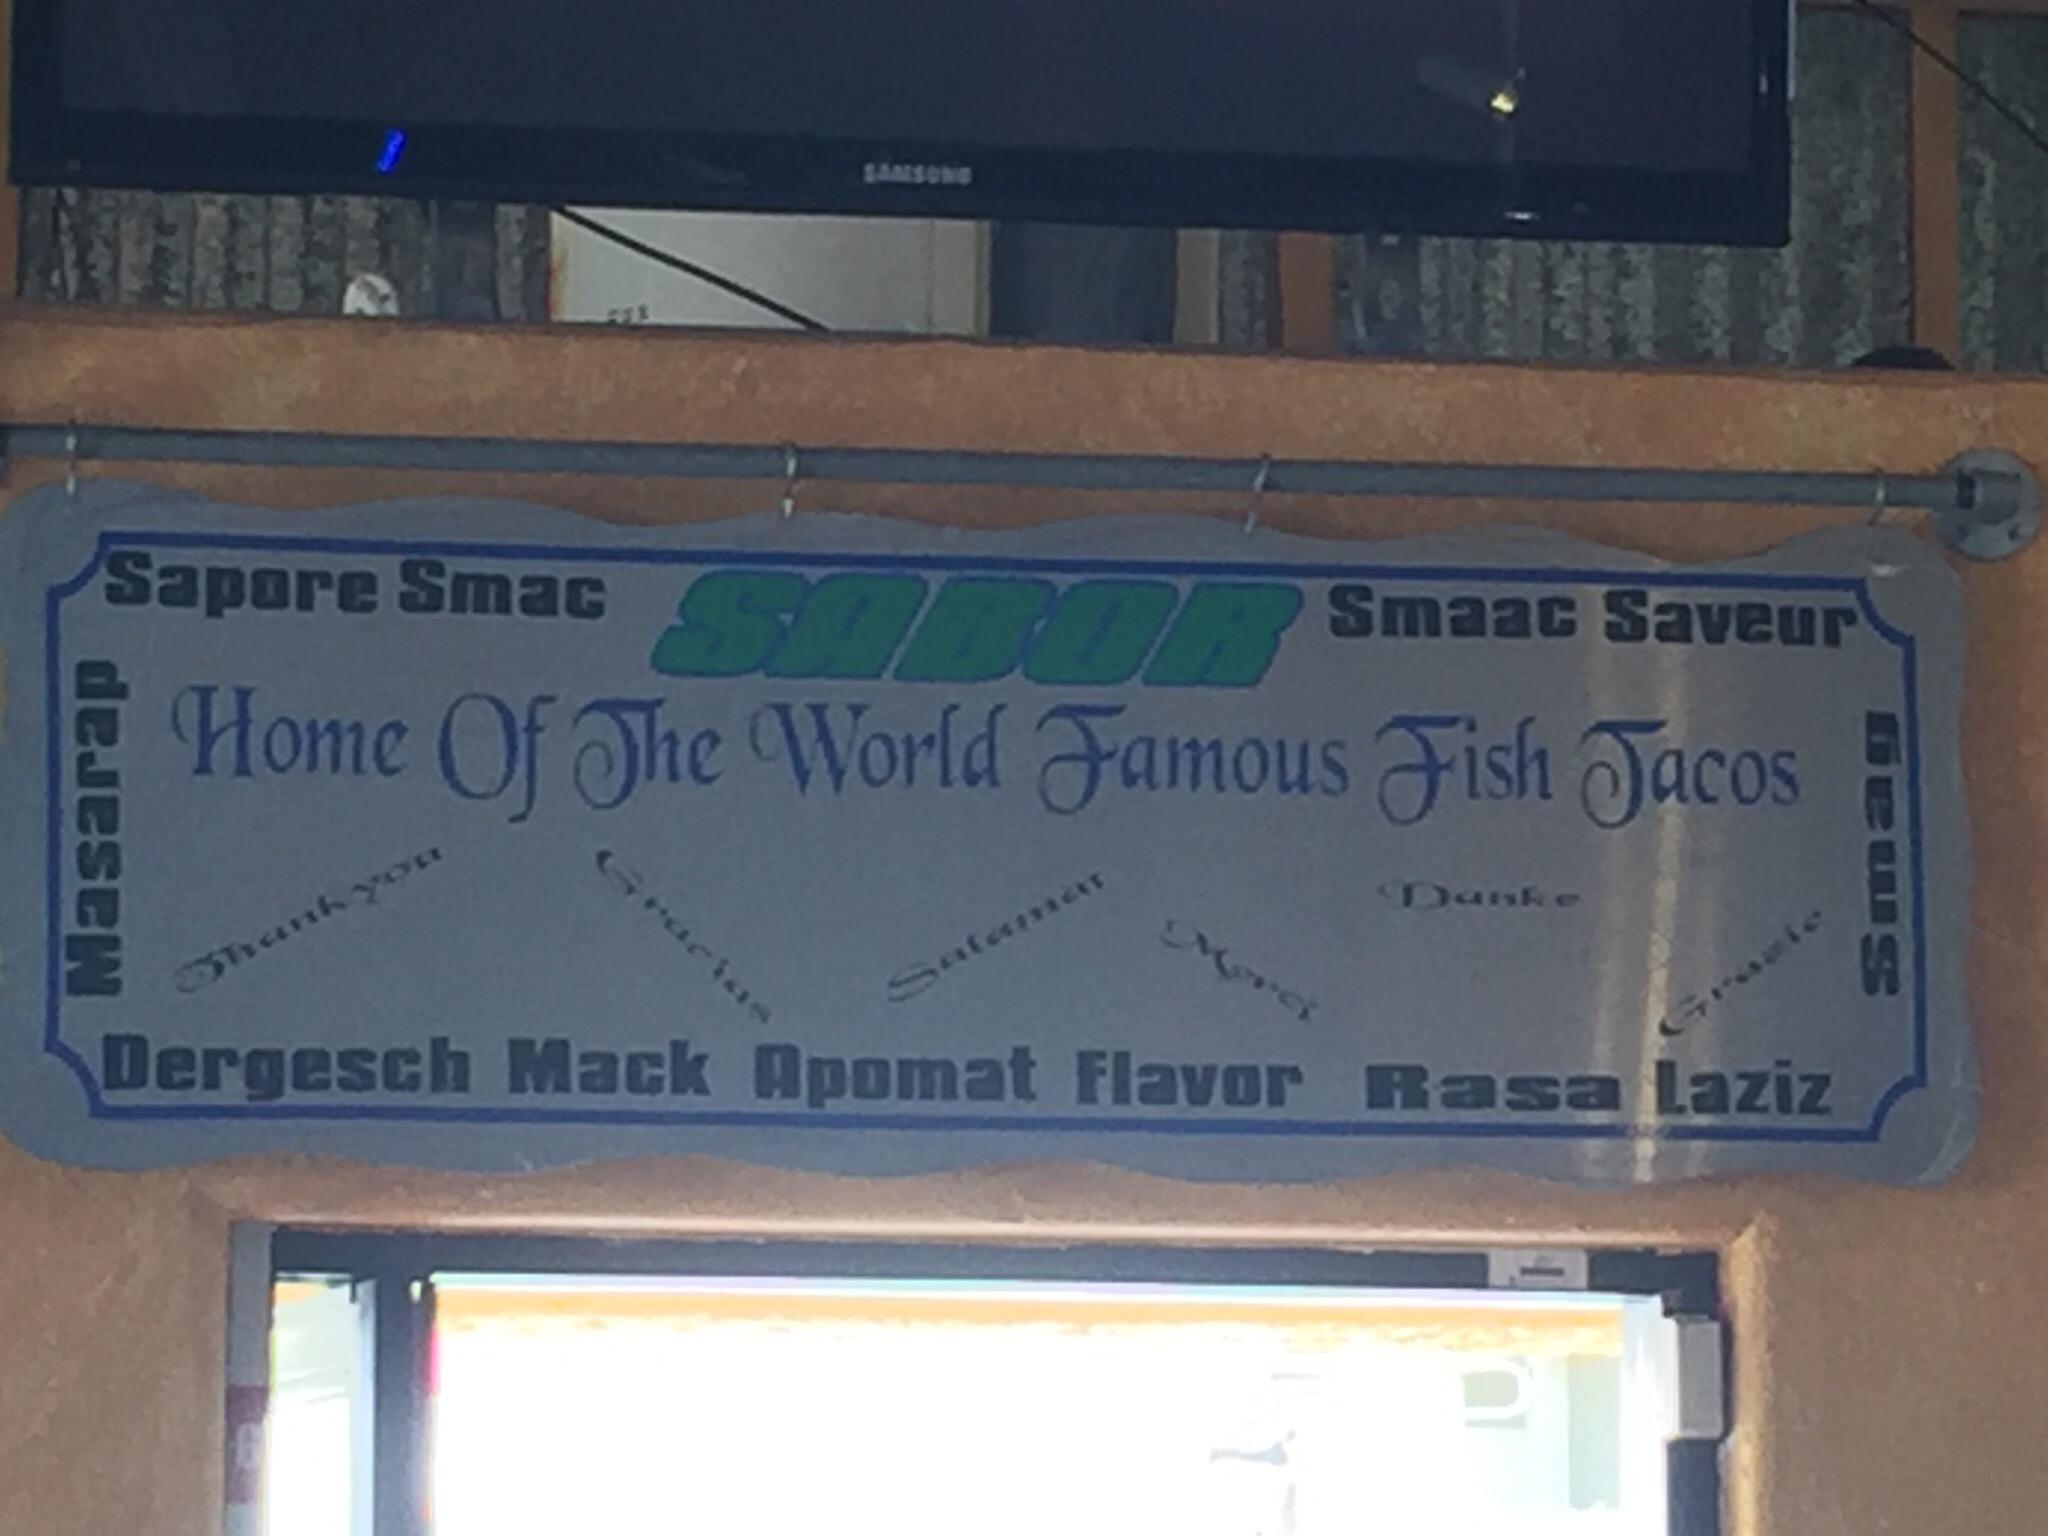 SAMSUNG
Sapore Smac SABOR Smaac Saveur
Masarap
Home Of The World Famous Fish Tacos
Smag
Thankyou Gracias Salamat Merci Danke Grazie
Dergesch Mack Apomat Flavor Rasa Laziz